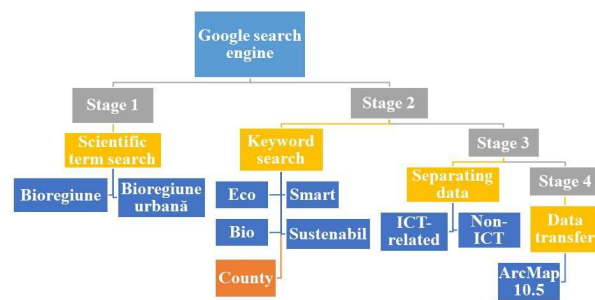 Google search
engine
Stage 1
Stage 2
Scientific
term search
Keyword
search
Stage 3
Bioregiune
Bioregiune
urbană
Eco
Smart
Separating
data
Stage 4
Bio
Sustenabil
ICT-
related
Non-
ICT
Data
transfer
County
ArcMap
10.5